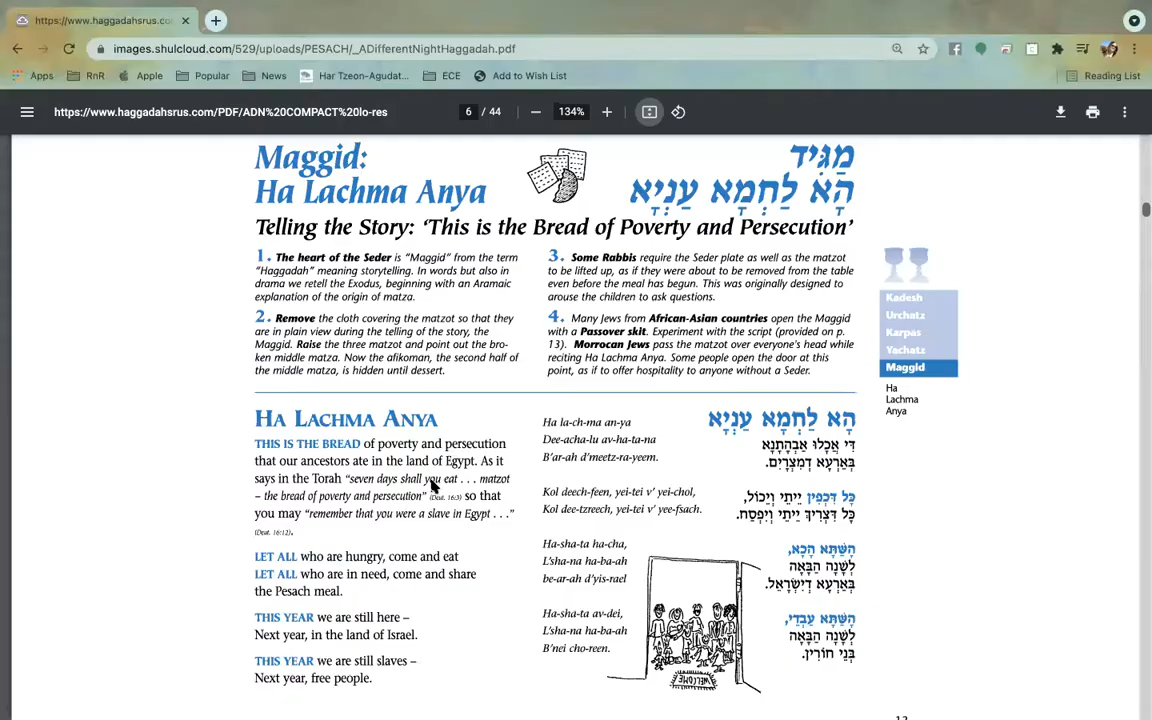 https://www.haggadahsrus.co
images.shulcloud.com/529/uploads/PESACH/_ADifferentNightHaggadah.pdf
Apps RnR Apple Popular News Har Tzeon-Agudat... ECE Add to Wish List Reading List
https://www.haggadahsrus.com/PDF/ADN%20COMPACT%20lo-res 6 / 44 134%
Maggid:
Ha Lachma Anya
מַגִּיד
הָא לַחְמָא עַנְיָא
Telling the Story: ‘This is the Bread of Poverty and Persecution’
1. The heart of the Seder is “Maggid” from the term
“Haggadah” meaning storytelling. In words but also in
drama we retell the Exodus, beginning with an Aramaic
explanation of the origin of matza.
2. Remove the cloth covering the matzot so that they
are in plain view during the telling of the story, the
Maggid. Raise the three matzot and point out the bro-
ken middle matza. Now the afikoman, the second half of
the middle matza, is hidden until dessert.
3. Some Rabbis require the Seder plate as well as the matzot
to be lifted up, as if they were about to be removed from the table
even before the meal has begun. This was originally designed to
arouse the children to ask questions.
4. Many Jews from African-Asian countries open the Maggid
with a Passover skit. Experiment with the script (provided on p.
13). Morrocan Jews pass the matzot over everyone's head while
reciting Ha Lachma Anya. Some people open the door at this
point, as if to offer hospitality to anyone without a Seder.
Kadesh
Urchatz
Karpas
Yachatz
Maggid
Ha
Lachma
Anya
HA LACHMA ANYA
THIS IS THE BREAD of poverty and persecution
that our ancestors ate in the land of Egypt. As it
says in the Torah “seven days shall you eat . . . matzot
– the bread of poverty and persecution” (Deut. 16:3) so that
you may “remember that you were a slave in Egypt . . .”
(Deut. 16:12).
LET ALL who are hungry, come and eat
LET ALL who are in need, come and share
the Pesach meal.
THIS YEAR we are still here –
Next year, in the land of Israel.
THIS YEAR we are still slaves –
Next year, free people.
Ha la-ch-ma an-ya
Dee-acha-lu av-ha-ta-na
B'ar-ah d'meetz-ra-yeem.
Kol deech-feen, yei-tei v' yei-chol,
Kol dee-tzreech, yei-tei v' yee-fsach.
Ha-sha-ta ha-cha,
L'sha-na ha-ba-ah
be-ar-ah d'yis-rael
Ha-sha-ta av-dei,
L'sha-na ha-ba-ah
B'nei cho-reen.
הָא לַחְמָא עַנְיָא
דִּי אֲכָלוּ אַבְהָתָנָא
בְּאַרְעָא דְמִצְרָיִם.
כָּל דִּכְפִין יֵיתֵי וְיֵכוֹל,
כָּל דִּצְרִיךְ יֵיתֵי וְיִפְסַח.
הָשַּׁתָּא הָכָא,
לְשָׁנָה הַבָּאָה
בְּאַרְעָא דְיִשְׂרָאֵל.
הָשַּׁתָּא עַבְדֵי,
לְשָׁנָה הַבָּאָה
בְּנֵי חוֹרִין.
WELCOME